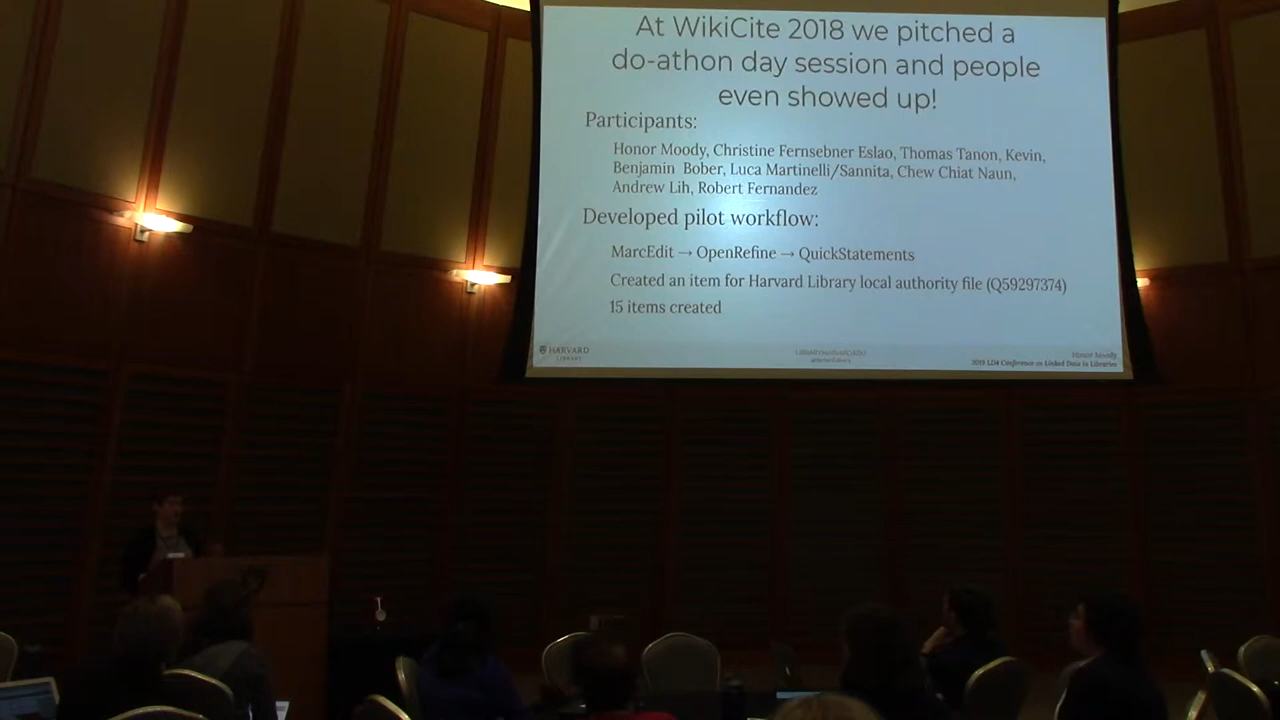 At WikiCite 2018 we pitched a
do-athon day session and people
even showed up!
Participants:
Honor Moody, Christine Fernsebner Eslao, Thomas Tanon, Kevin,
Benjamin Bober, Luca Martinelli/Sannita, Chew Chiat Naun,
Andrew Lih, Robert Fernandez
Developed pilot workflow:
MarcEdit → OpenRefine → QuickStatements
Created an item for Harvard Library local authority file (Q59297374)
15 items created
HARVARD
LIBRARY
Honor Moody
2019 LD4 Conference on Linked Data in Libraries